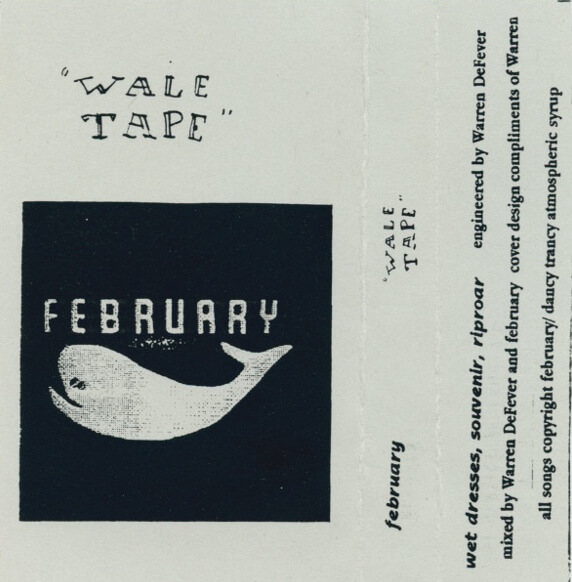 "WALE
TAPE"
FEBRUARY
february
"WALE
TAPE"
wet dresses, souvenir, riproar engineered by Warren DeFever
mixed by Warren DeFever and february cover design compliments of Warren
all songs copyright february/ dancy trancy atmospheric syrup